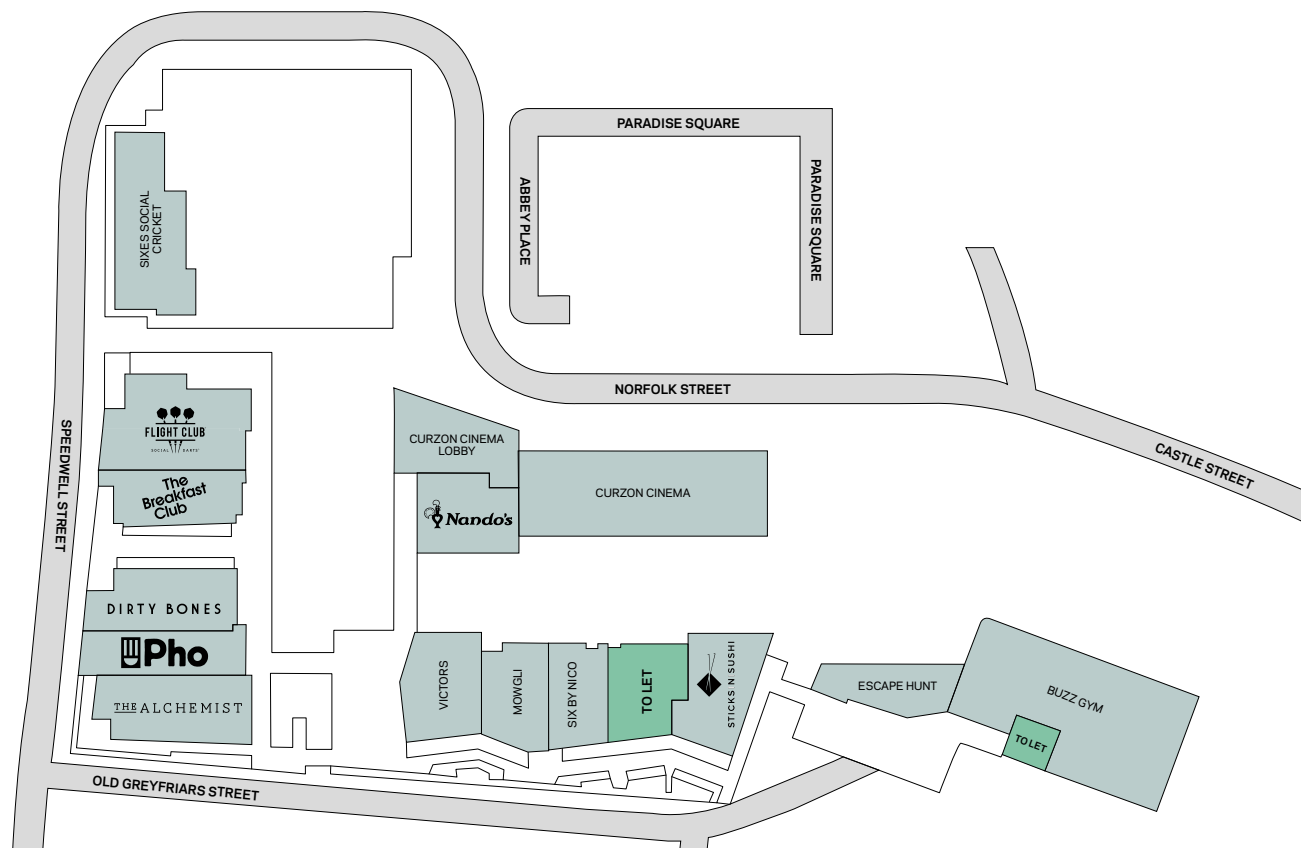 PARADISE SQUARE
ABBEY PLACE
PARADISE SQUARE
SIXES SOCIAL
CRICKET
NORFOLK STREET
CASTLE STREET
SPEEDWELL STREET
FLIGHT CLUB
SOCIAL DARTS
The
Breakfast
Club
CURZON CINEMA
LOBBY
CURZON CINEMA
Nando's
DIRTY BONES
Pho
THE ALCHEMIST
VICTORS
MOWGLI
SIX BY NICO
TO LET
STICKS N SUSHI
ESCAPE HUNT
BUZZ GYM
TO LET
OLD GREYFRIARS STREET